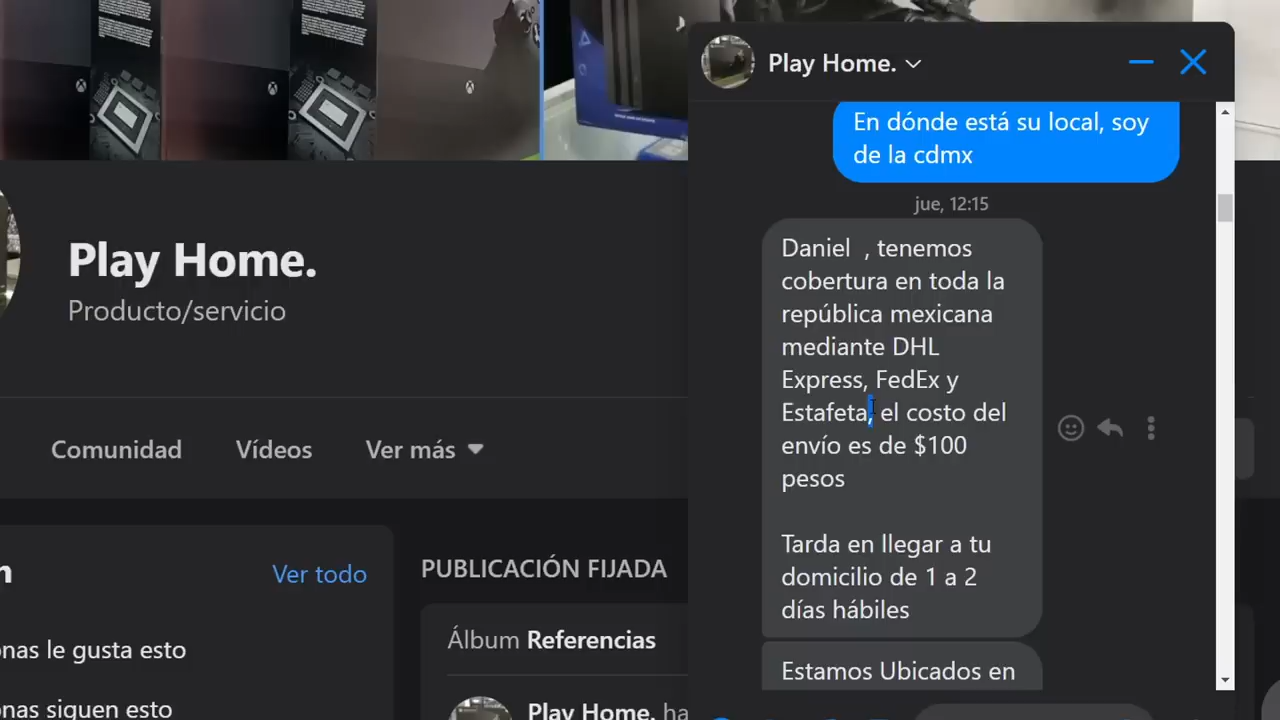 Play Home.
En dónde está su local, soy
de la cdmx
jue, 12:15
Daniel , tenemos
cobertura en toda la
república mexicana
mediante DHL
Express, FedEx y
Estafeta, el costo del
envío es de $100
pesos
Tarda en llegar a tu
domicilio de 1 a 2
días hábiles
Estamos Ubicados en
Play Home.
Producto/servicio
Comunidad
Vídeos
Ver más
Ver todo
nas le gusta esto
nas siguen esto
PUBLICACIÓN FIJADA
Álbum Referencias
Play Home. ha